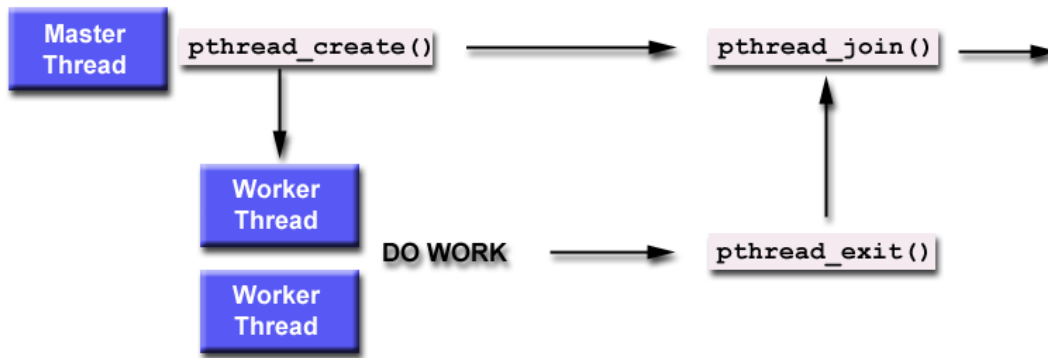 Master
Thread
pthread_create()
pthread_join()
Worker
Thread
DO WORK
pthread_exit()
Worker
Thread